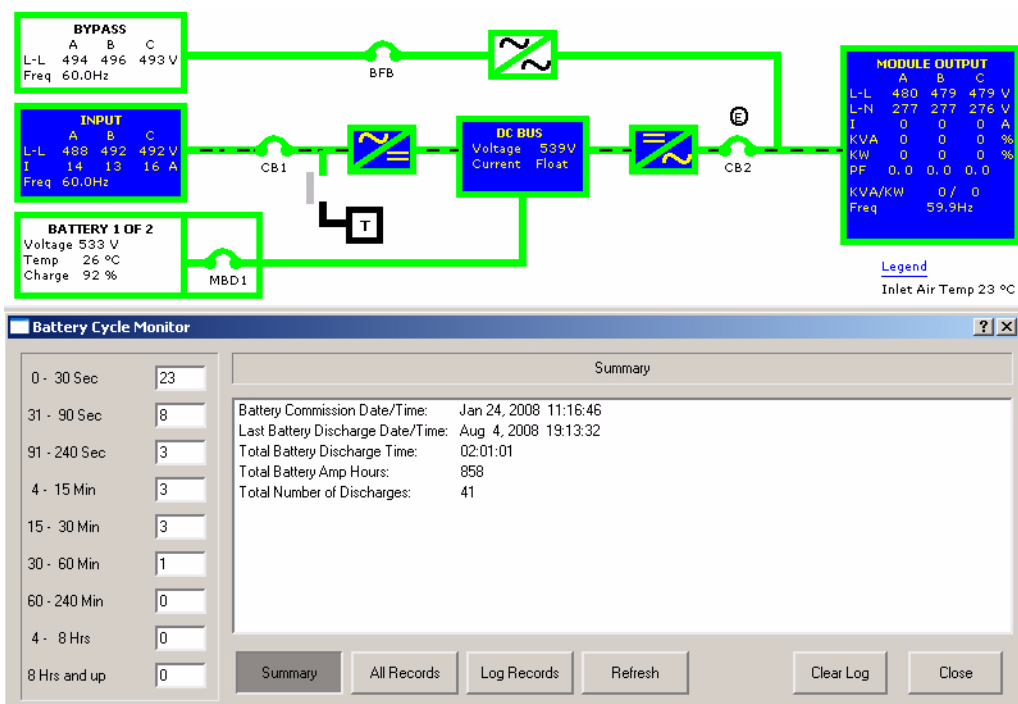 BYPASS
A B C
L-L 494 496 493 V
Freq 60.0Hz
BFB
INPUT
A B C
L-L 488 492 492 V
I 14 13 16 A
Freq 60.0Hz
CB1
DC BUS
Voltage 539V
Current Float
E
CB2
MODULE OUTPUT
A B C
L-L 480 479 479 V
L-N 277 277 276 V
I 0 0 0 A
KVA 0 0 0 %
KW 0 0 0 %
PF 0.0 0.0 0.0
KVA/KW 0/ 0
Freq 59.9Hz
T
BATTERY 1 OF 2
Voltage 533 V
Temp 26 ºC
Charge 92 %
MBD1
Legend
Inlet Air Temp 23 ºC
Battery Cycle Monitor
? X
0 - 30 Sec 23
31 - 90 Sec 8
91 - 240 Sec 3
4 - 15 Min 3
15 - 30 Min 3
30 - 60 Min 1
60 - 240 Min 0
4 - 8 Hrs 0
8 Hrs and up 0
Summary
Battery Commission Date/Time: Jan 24, 2008 11:16:46
Last Battery Discharge Date/Time: Aug 4, 2008 19:13:32
Total Battery Discharge Time: 02:01:01
Total Battery Amp Hours: 858
Total Number of Discharges: 41
Summary All Records Log Records Refresh Clear Log Close